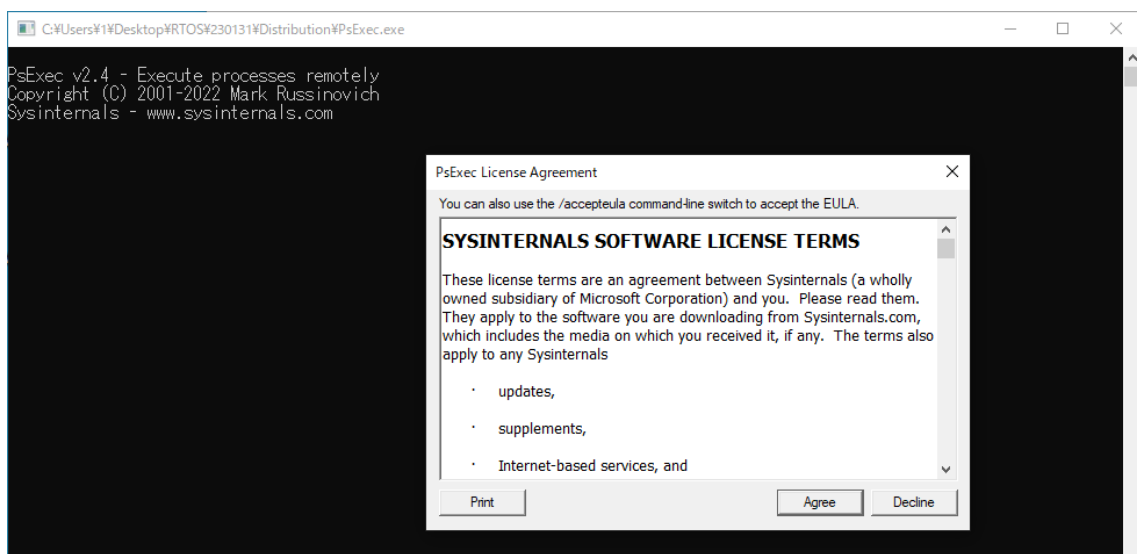 C:¥Users¥1¥Desktop¥RTOS¥230131¥Distribution¥PsExec.exe
PsExec v2.4 - Execute processes remotely
Copyright (C) 2001-2022 Mark Russinovich
Sysinternals - www.sysinternals.com
PsExec License Agreement
You can also use the /accepteula command-line switch to accept the EULA.
SYSINTERNALS SOFTWARE LICENSE TERMS
These license terms are an agreement between Sysinternals (a wholly
owned subsidiary of Microsoft Corporation) and you.  Please read them.
They apply to the software you are downloading from Sysinternals.com,
which includes the media on which you received it, if any.  The terms also
apply to any Sysinternals
· updates,
· supplements,
· Internet-based services, and
Print
Agree
Decline